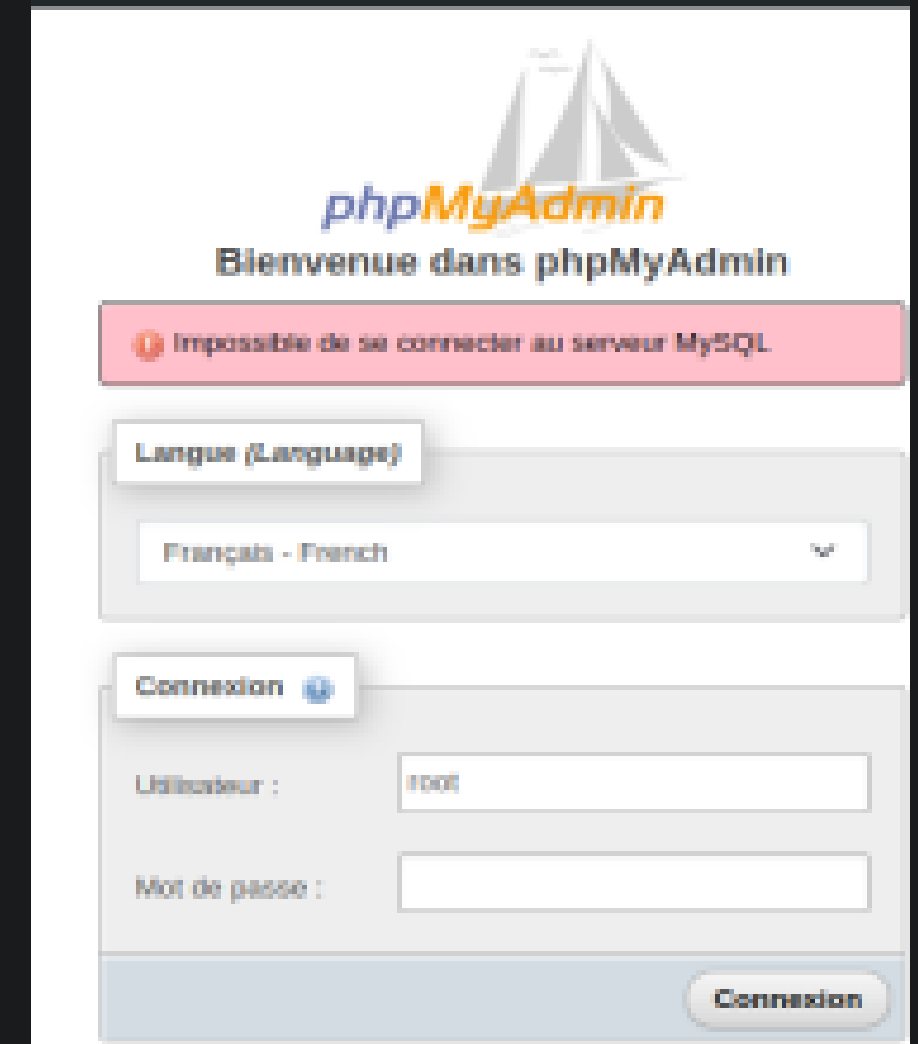 phpMyAdmin
Bienvenue dans phpMyAdmin
Impossible de se connecter au serveur MySQL.
Langue (Language)
Français - French
Connexion
Utilisateur :
root
Mot de passe :
Connexion